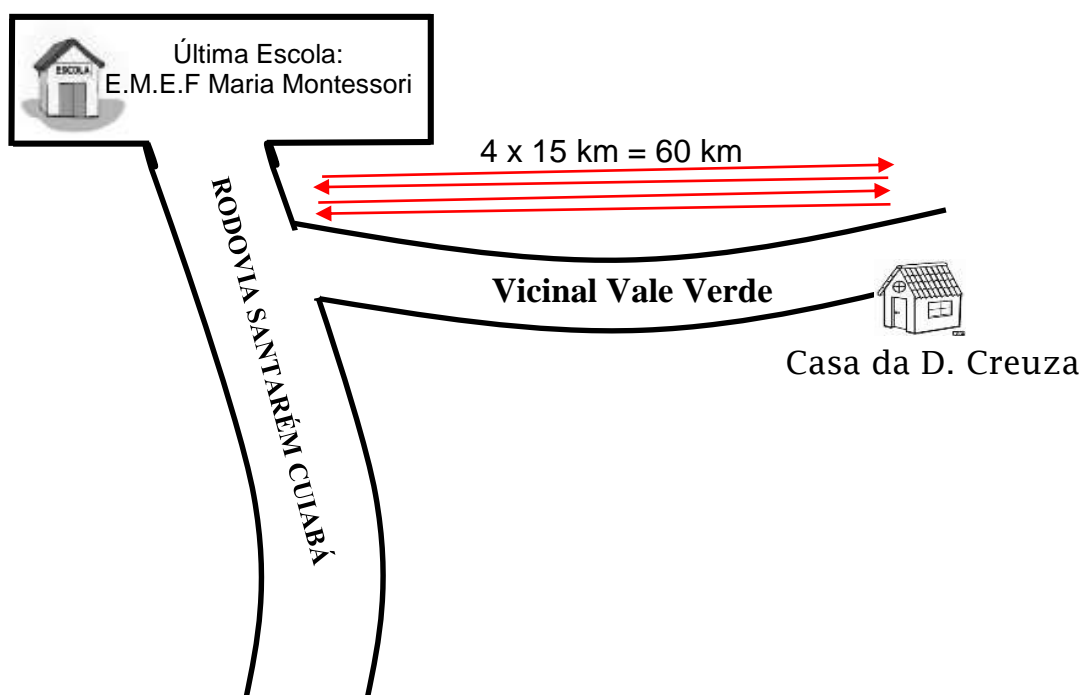 Última Escola:
ESCOLA
E.M.E.F Maria Montessori
4 x 15 km = 60 km
RODOVIA SANTARÉM CUIABÁ
Vicinal Vale Verde
Casa da D. Creuza